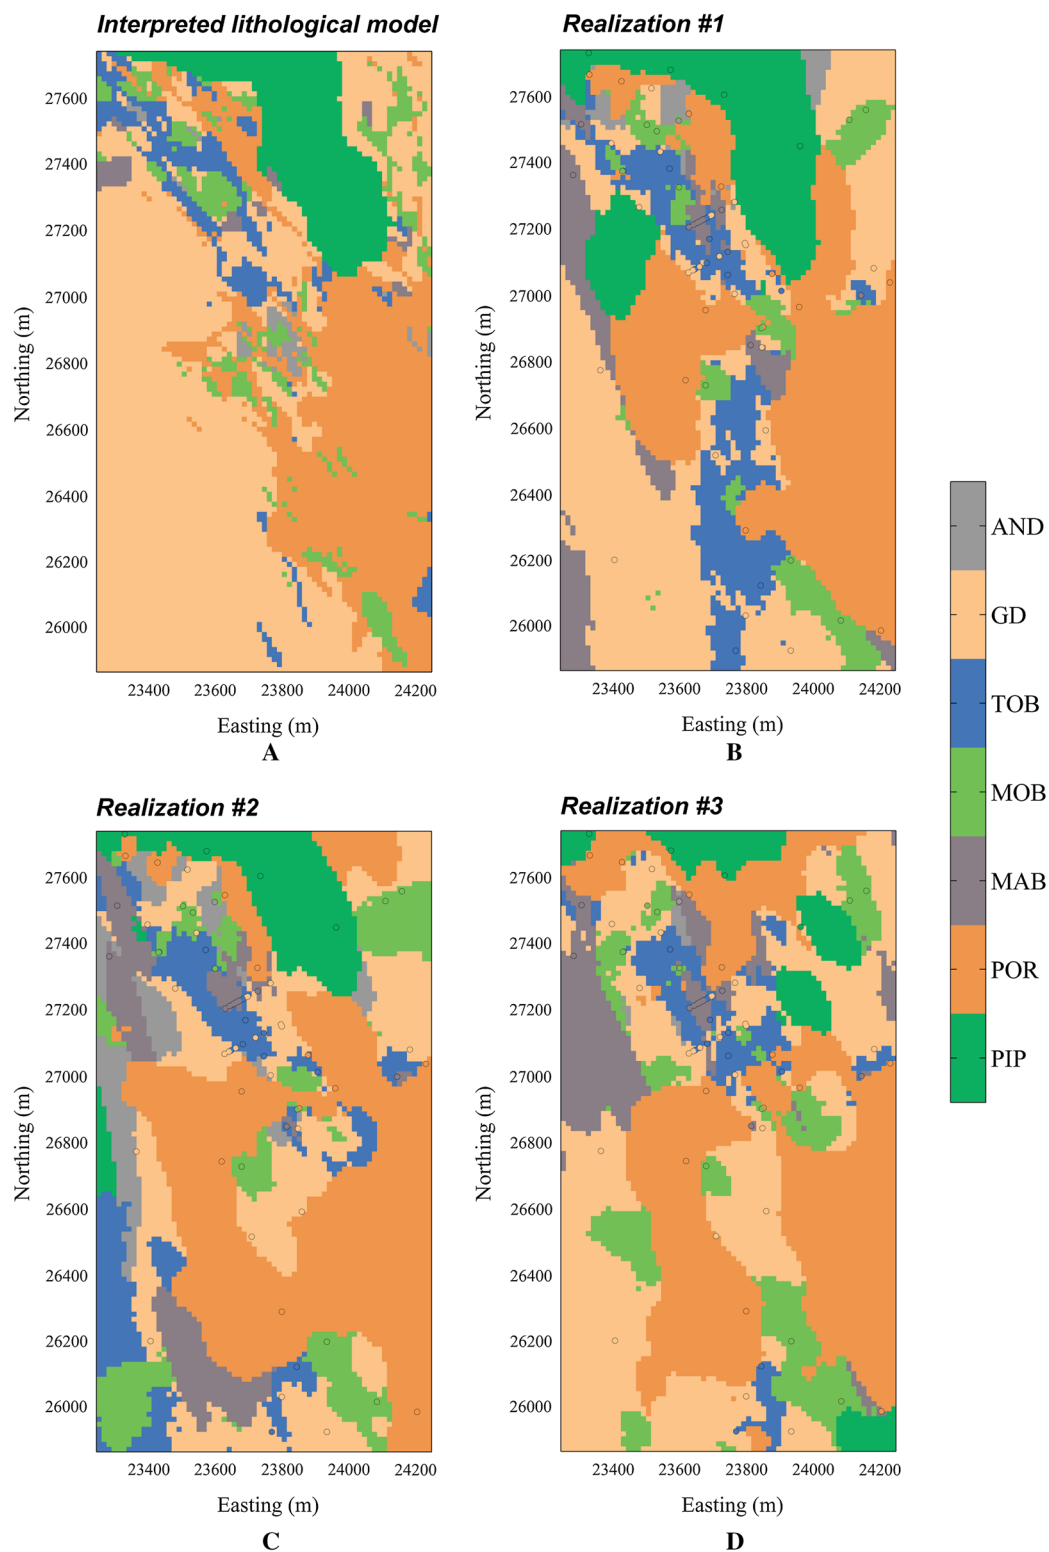 Interpreted lithological model
Realization #1
27600
27400
27200
27000
26800
26600
26400
26200
26000
Northing (m)
23400 23600 23800 24000 24200
Easting (m)
A
27600
27400
27200
27000
26800
26600
26400
26200
26000
Northing (m)
23400 23600 23800 24000 24200
Easting (m)
B
Realization #2
Realization #3
27600
27400
27200
27000
26800
26600
26400
26200
26000
Northing (m)
23400 23600 23800 24000 24200
Easting (m)
C
27600
27400
27200
27000
26800
26600
26400
26200
26000
Northing (m)
23400 23600 23800 24000 24200
Easting (m)
D
AND
GD
TOB
MOB
MAB
POR
PIP